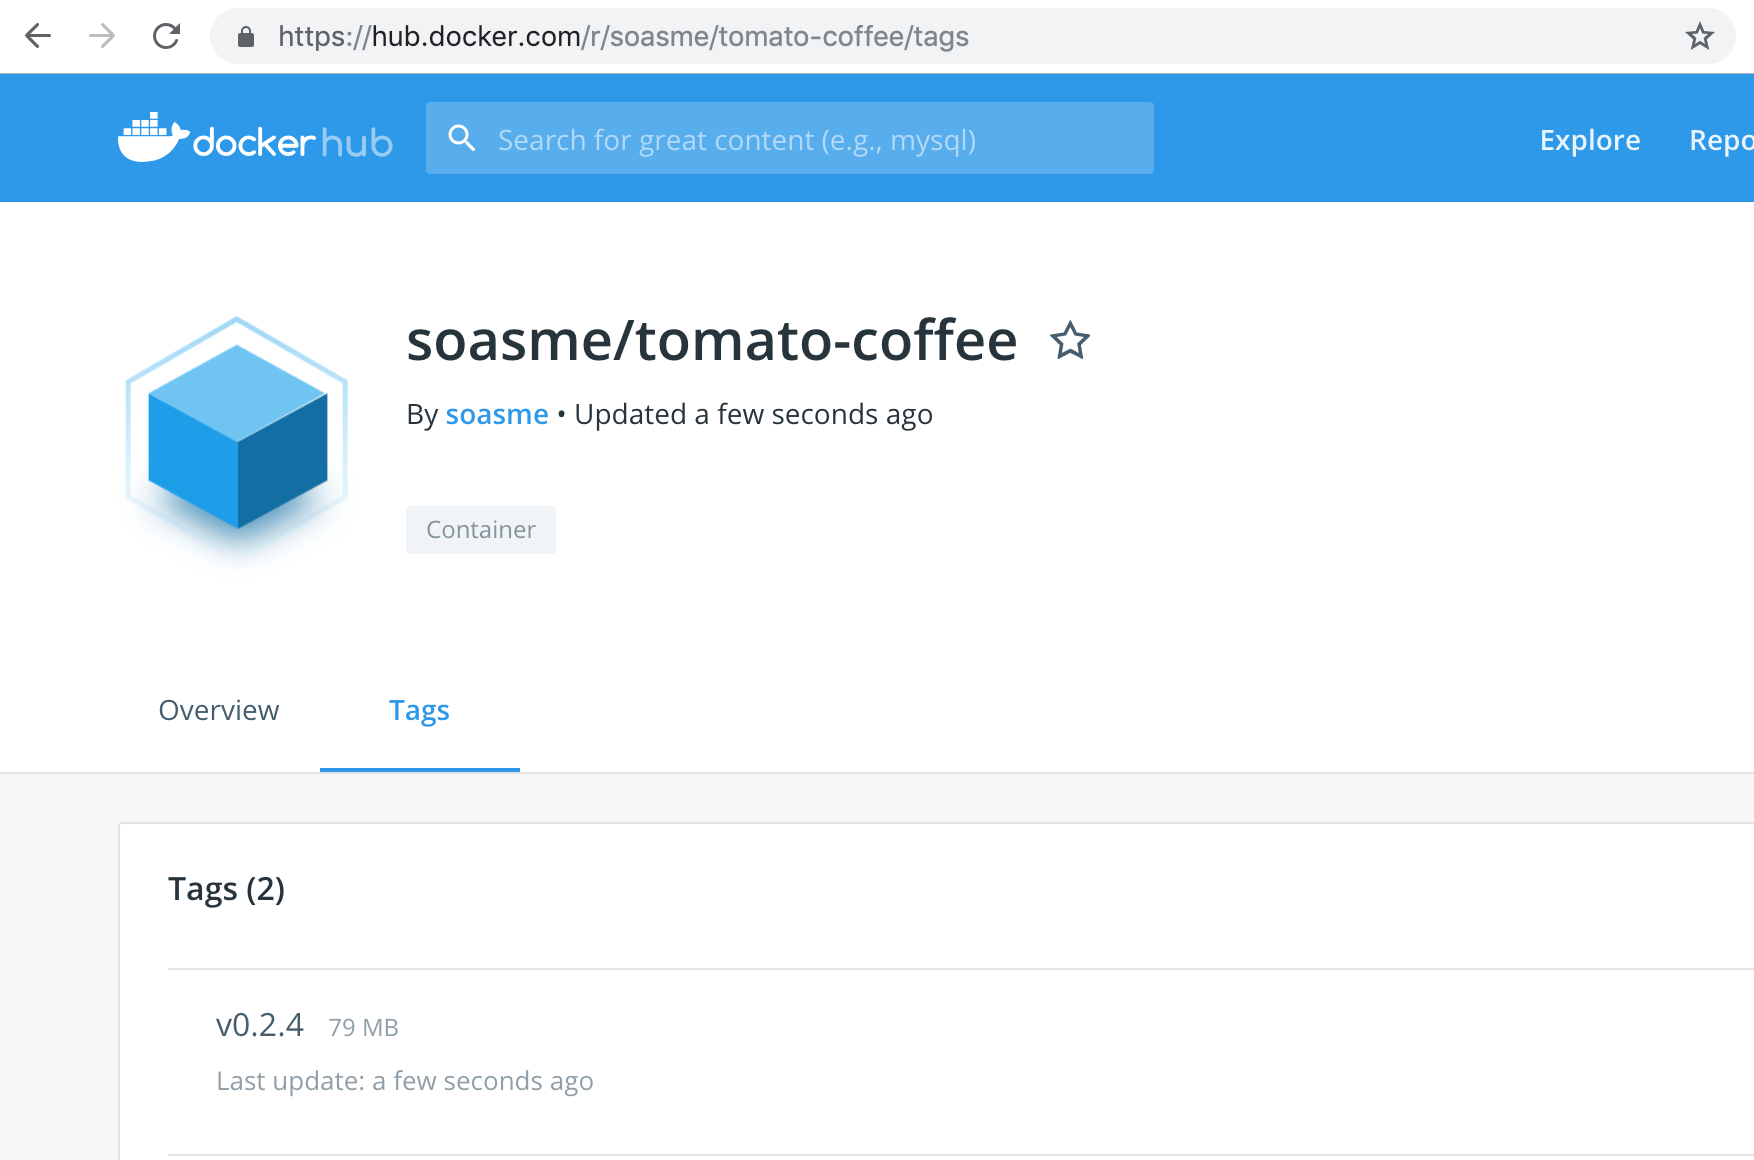 https://hub.docker.com/r/soasme/tomato-coffee/tags
docker hub
Search for great content (e.g., mysql)
Explore
Repo
soasme/tomato-coffee
By soasme • Updated a few seconds ago
Container
Overview
Tags
Tags (2)
v0.2.4 79 MB
Last update: a few seconds ago